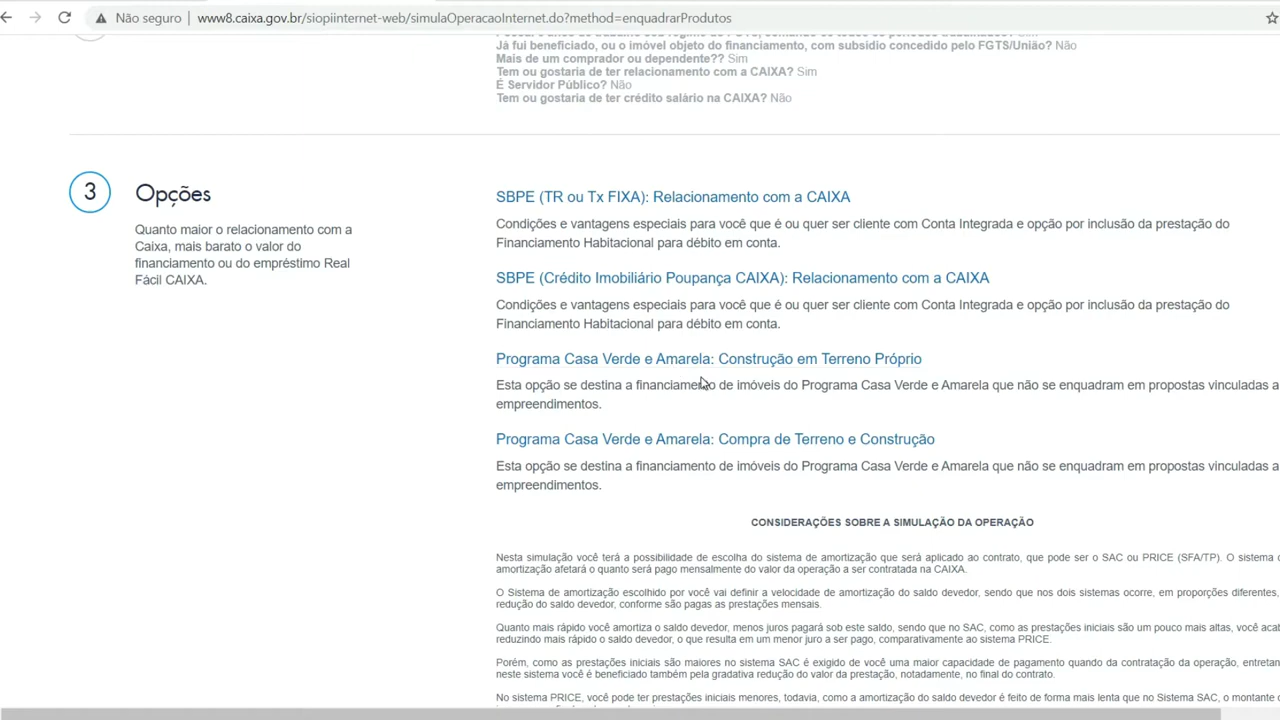 Não seguro
www8.caixa.gov.br/siopiinternet-web/simulaOperacaoInternet.do?method=enquadrarProdutos
Já fui beneficiado, ou o imóvel objeto do financiamento, com subsídio concedido pelo FGTS/União? Não
Mais de um comprador ou dependente?? Sim
Tem ou gostaria de ter relacionamento com a CAIXA? Sim
É Servidor Público? Não
Tem ou gostaria de ter crédito salário na CAIXA? Não
3
Opções
Quanto maior o relacionamento com a
Caixa, mais barato o valor do
financiamento ou do empréstimo Real
Fácil CAIXA.
SBPE (TR ou Tx FIXA): Relacionamento com a CAIXA
Condições e vantagens especiais para você que é ou quer ser cliente com Conta Integrada e opção por inclusão da prestação do
Financiamento Habitacional para débito em conta.
SBPE (Crédito Imobiliário Poupança CAIXA): Relacionamento com a CAIXA
Condições e vantagens especiais para você que é ou quer ser cliente com Conta Integrada e opção por inclusão da prestação do
Financiamento Habitacional para débito em conta.
Programa Casa Verde e Amarela: Construção em Terreno Próprio
Esta opção se destina a financiamento de imóveis do Programa Casa Verde e Amarela que não se enquadram em propostas vinculadas a
empreendimentos.
Programa Casa Verde e Amarela: Compra de Terreno e Construção
Esta opção se destina a financiamento de imóveis do Programa Casa Verde e Amarela que não se enquadram em propostas vinculadas a
empreendimentos.
CONSIDERAÇÕES SOBRE A SIMULAÇÃO DA OPERAÇÃO
Nesta simulação você terá a possibilidade de escolha do sistema de amortização que será aplicado ao contrato, que pode ser o SAC ou PRICE (SFA/TP). O sistema
amortização afetará o quanto será pago mensalmente do valor da operação a ser contratada na CAIXA.
O Sistema de amortização escolhido por você vai definir a velocidade de amortização do saldo devedor, sendo que nos dois sistemas ocorre, em proporções diferentes,
redução do saldo devedor, conforme são pagas as prestações mensais.
Quanto mais rápido você amortiza o saldo devedor, menos juros pagará sob este saldo, sendo que no SAC, como as prestações iniciais são um pouco mais altas, você
reduzindo mais rápido o saldo devedor, o que resulta em um menor juro a ser pago, comparativamente ao sistema PRICE.
Porém, como as prestações iniciais são maiores no sistema SAC é exigido de você uma maior capacidade de pagamento quando da contratação da operação,
neste sistema você é beneficiado também pela gradativa redução do valor da prestação, notadamente, no final do contrato.
No sistema PRICE, você pode ter prestações iniciais menores, todavia, como a amortização do saldo devedor é feito de forma mais lenta que no Sistema SAC, o montante